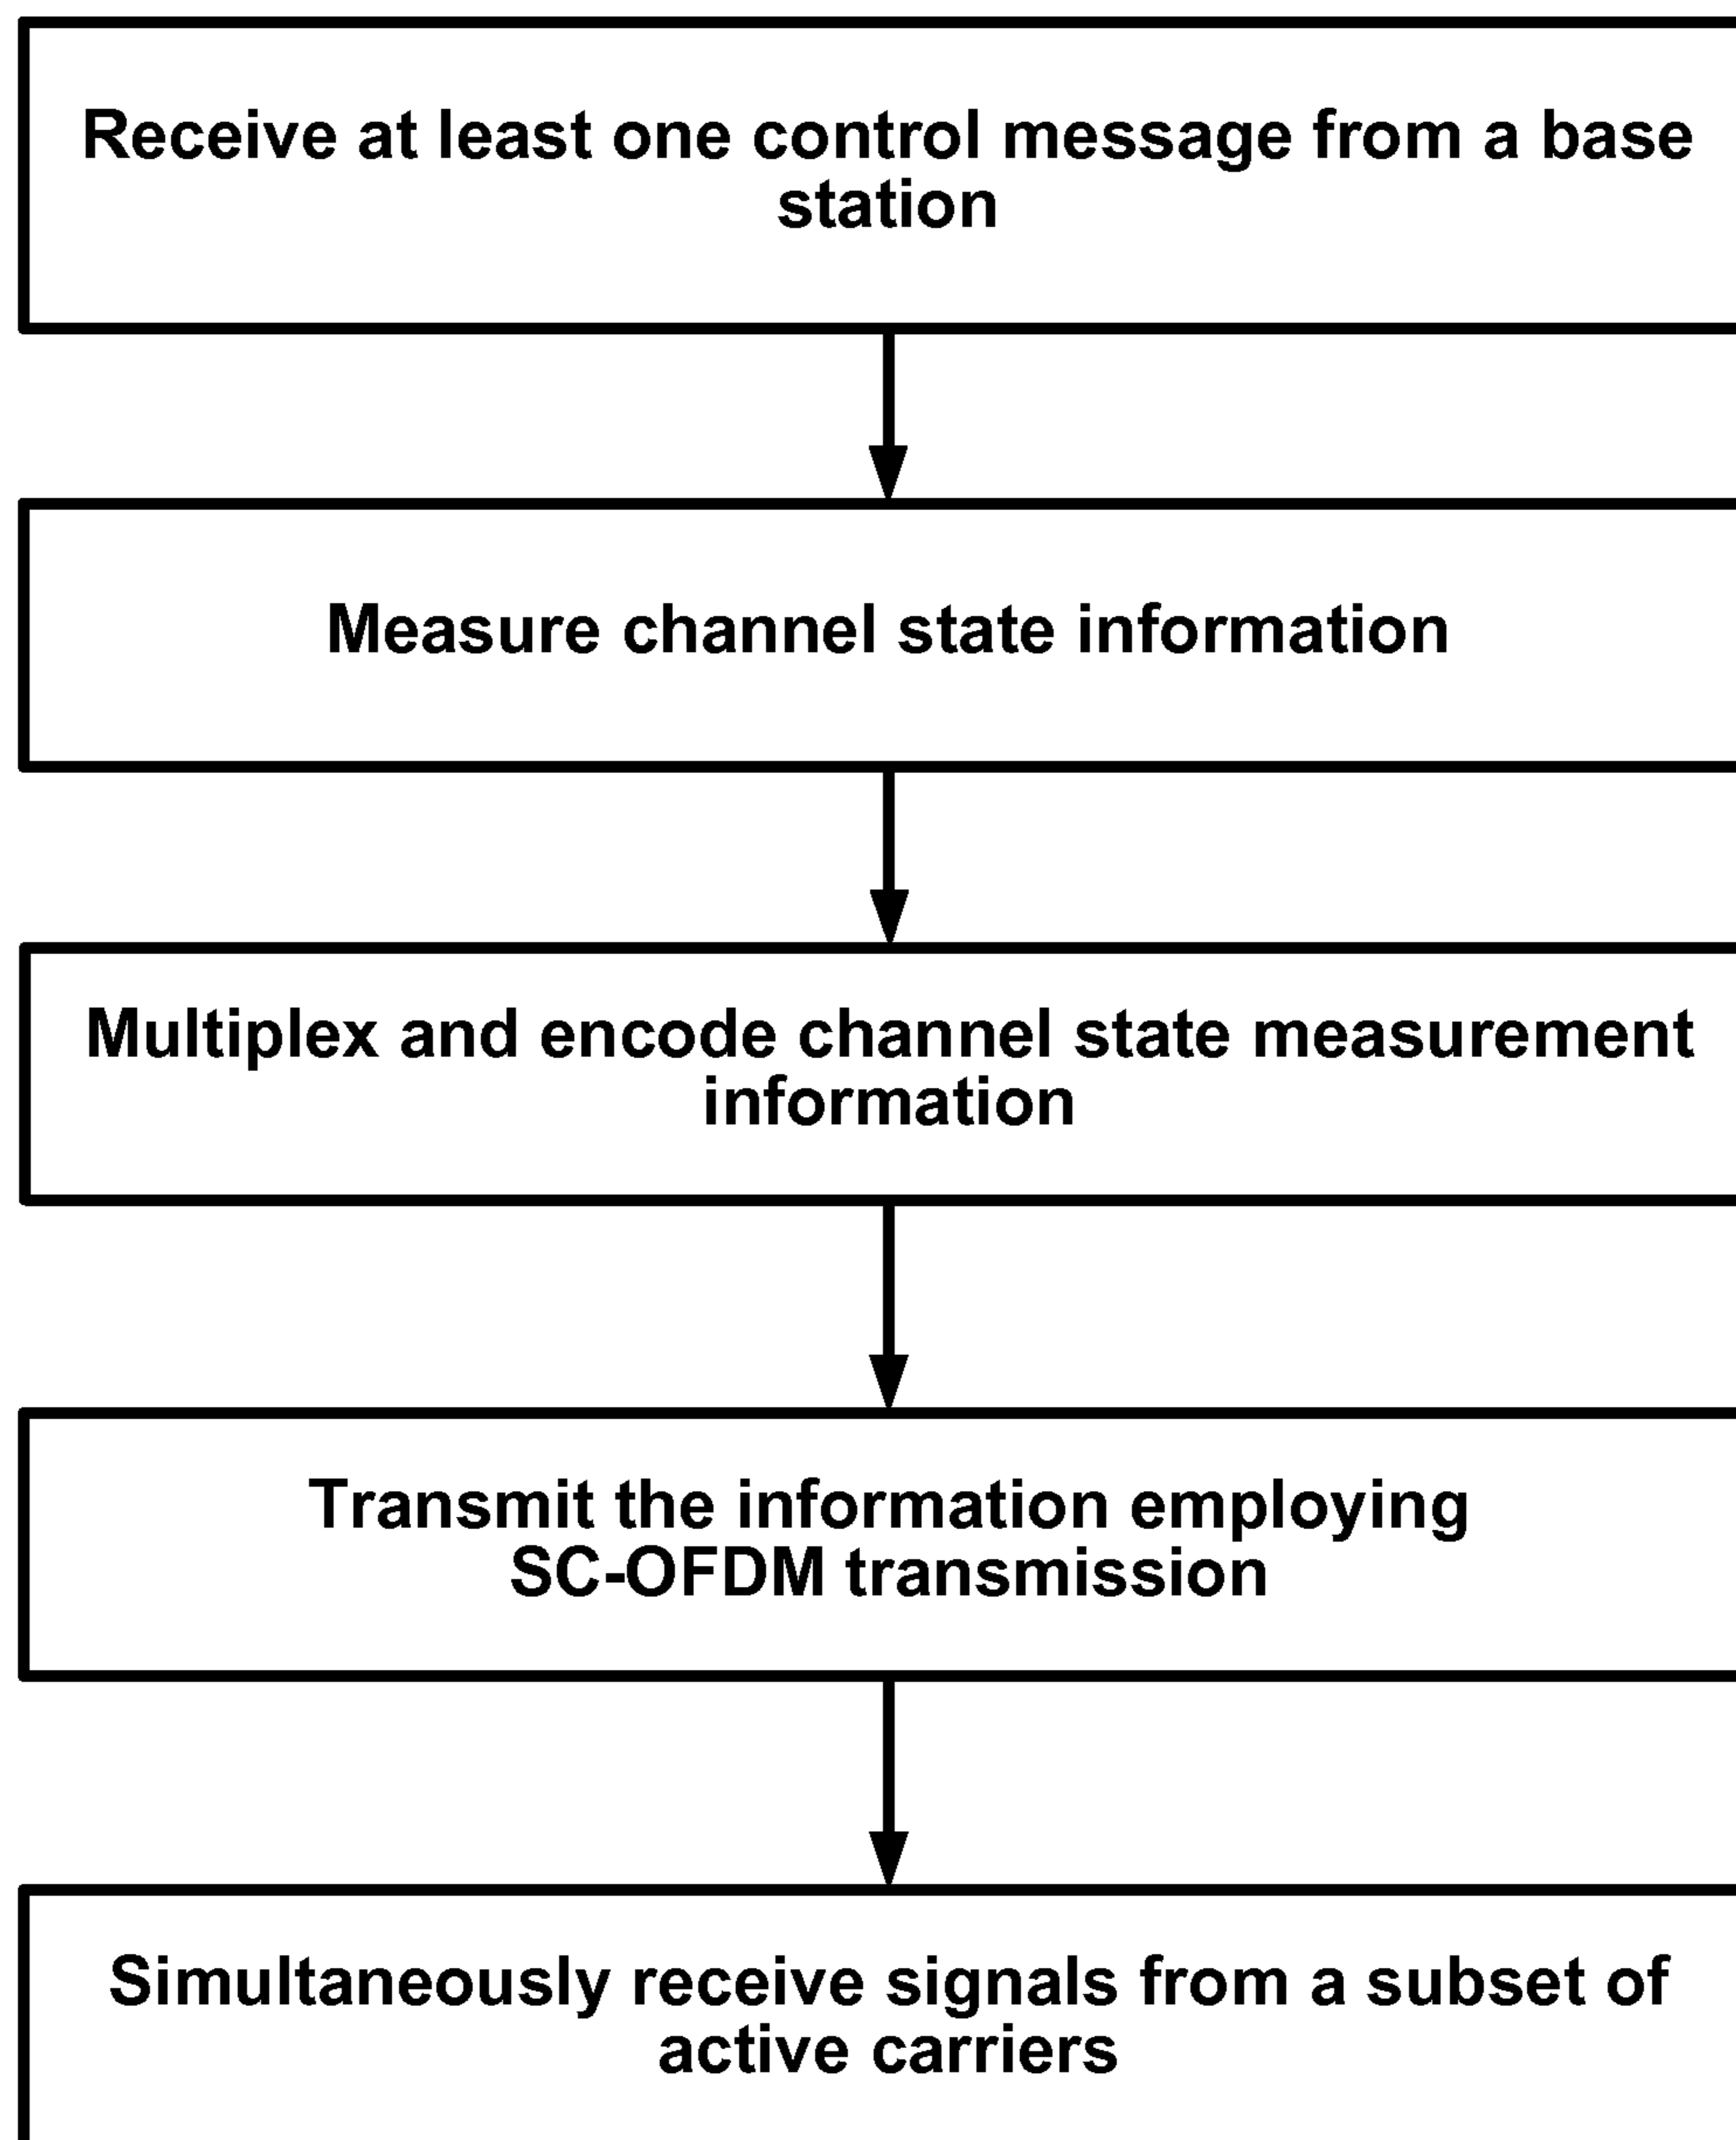 Receive at least one control message from a base
station
Measure channel state information
Multiplex and encode channel state measurement
information
Transmit the information employing
SC-OFDM transmission
Simultaneously receive signals from a subset of
active carriers